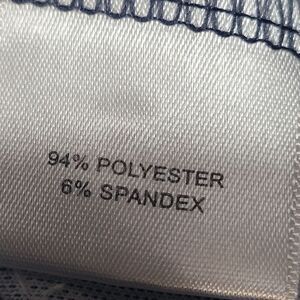 94% POLYESTER
6% SPANDEX